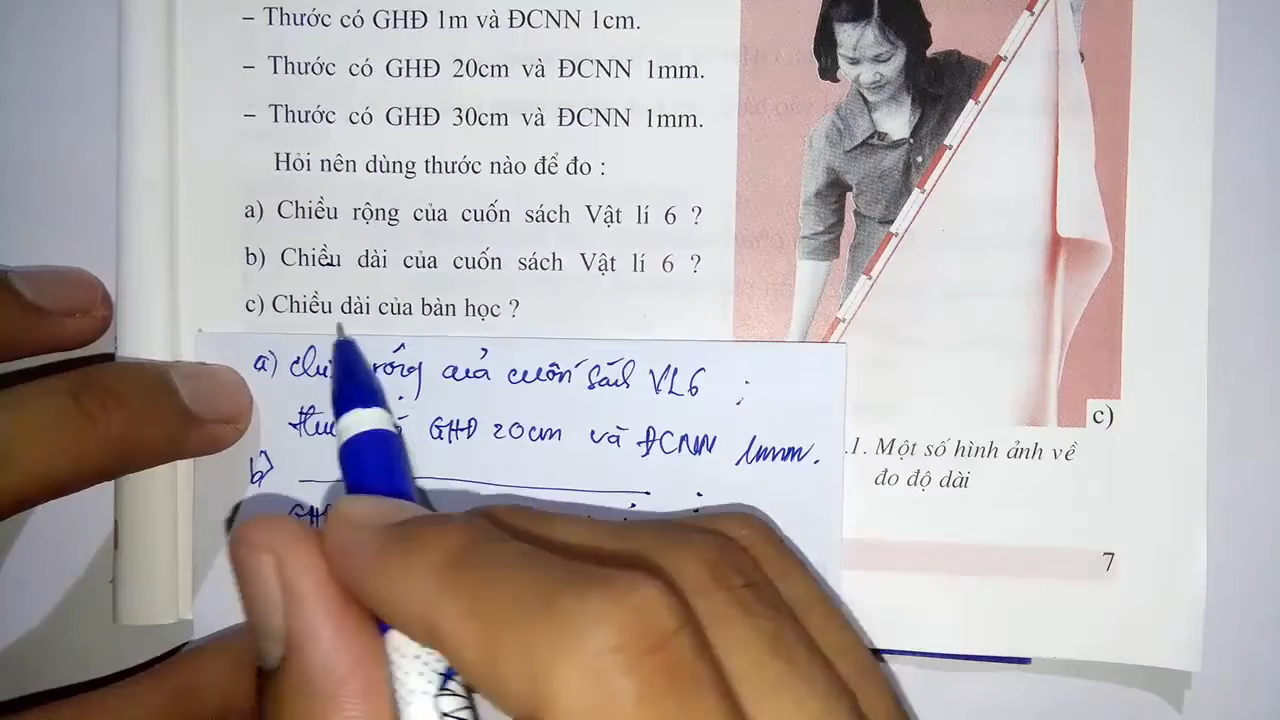 – Thước có GHĐ 1m và ĐCNN 1cm.
– Thước có GHĐ 20cm và ĐCNN 1mm.
– Thước có GHĐ 30cm và ĐCNN 1mm.
Hỏi nên dùng thước nào để đo :
a) Chiều rộng của cuốn sách Vật lí 6 ?
b) Chiều dài của cuốn sách Vật lí 6 ?
c) Chiều dài của bàn học ?
a) rộng của cuốn sách VL6 :
GHĐ 20cm và ĐCNN 1mm.
b)
c)
.1. Một số hình ảnh về
đo độ dài
7